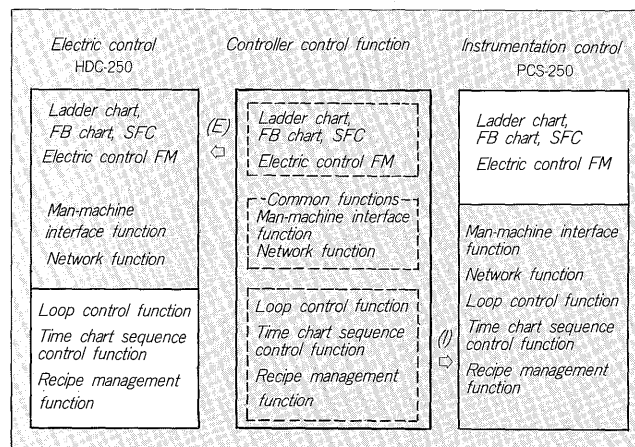 Electric control
HDC-250
Ladder chart,
FB chart, SFC
Electric control FM
Man-machine
interface function
Network function
Loop control function
Time chart sequence
control function
Recipe management
function
Controller control function
(E)
Ladder chart,
FB chart, SFC
Electric control FM
Common functions
Man-machine interface
function
Network function
Loop control function
Time chart sequence
control function
Recipe management
function
(I)
Instrumentation control
PCS-250
Ladder chart,
FB chart, SFC
Electric control FM
Man-machine interface
function
Network function
Loop control function
Time chart sequence
control function
Recipe management
function